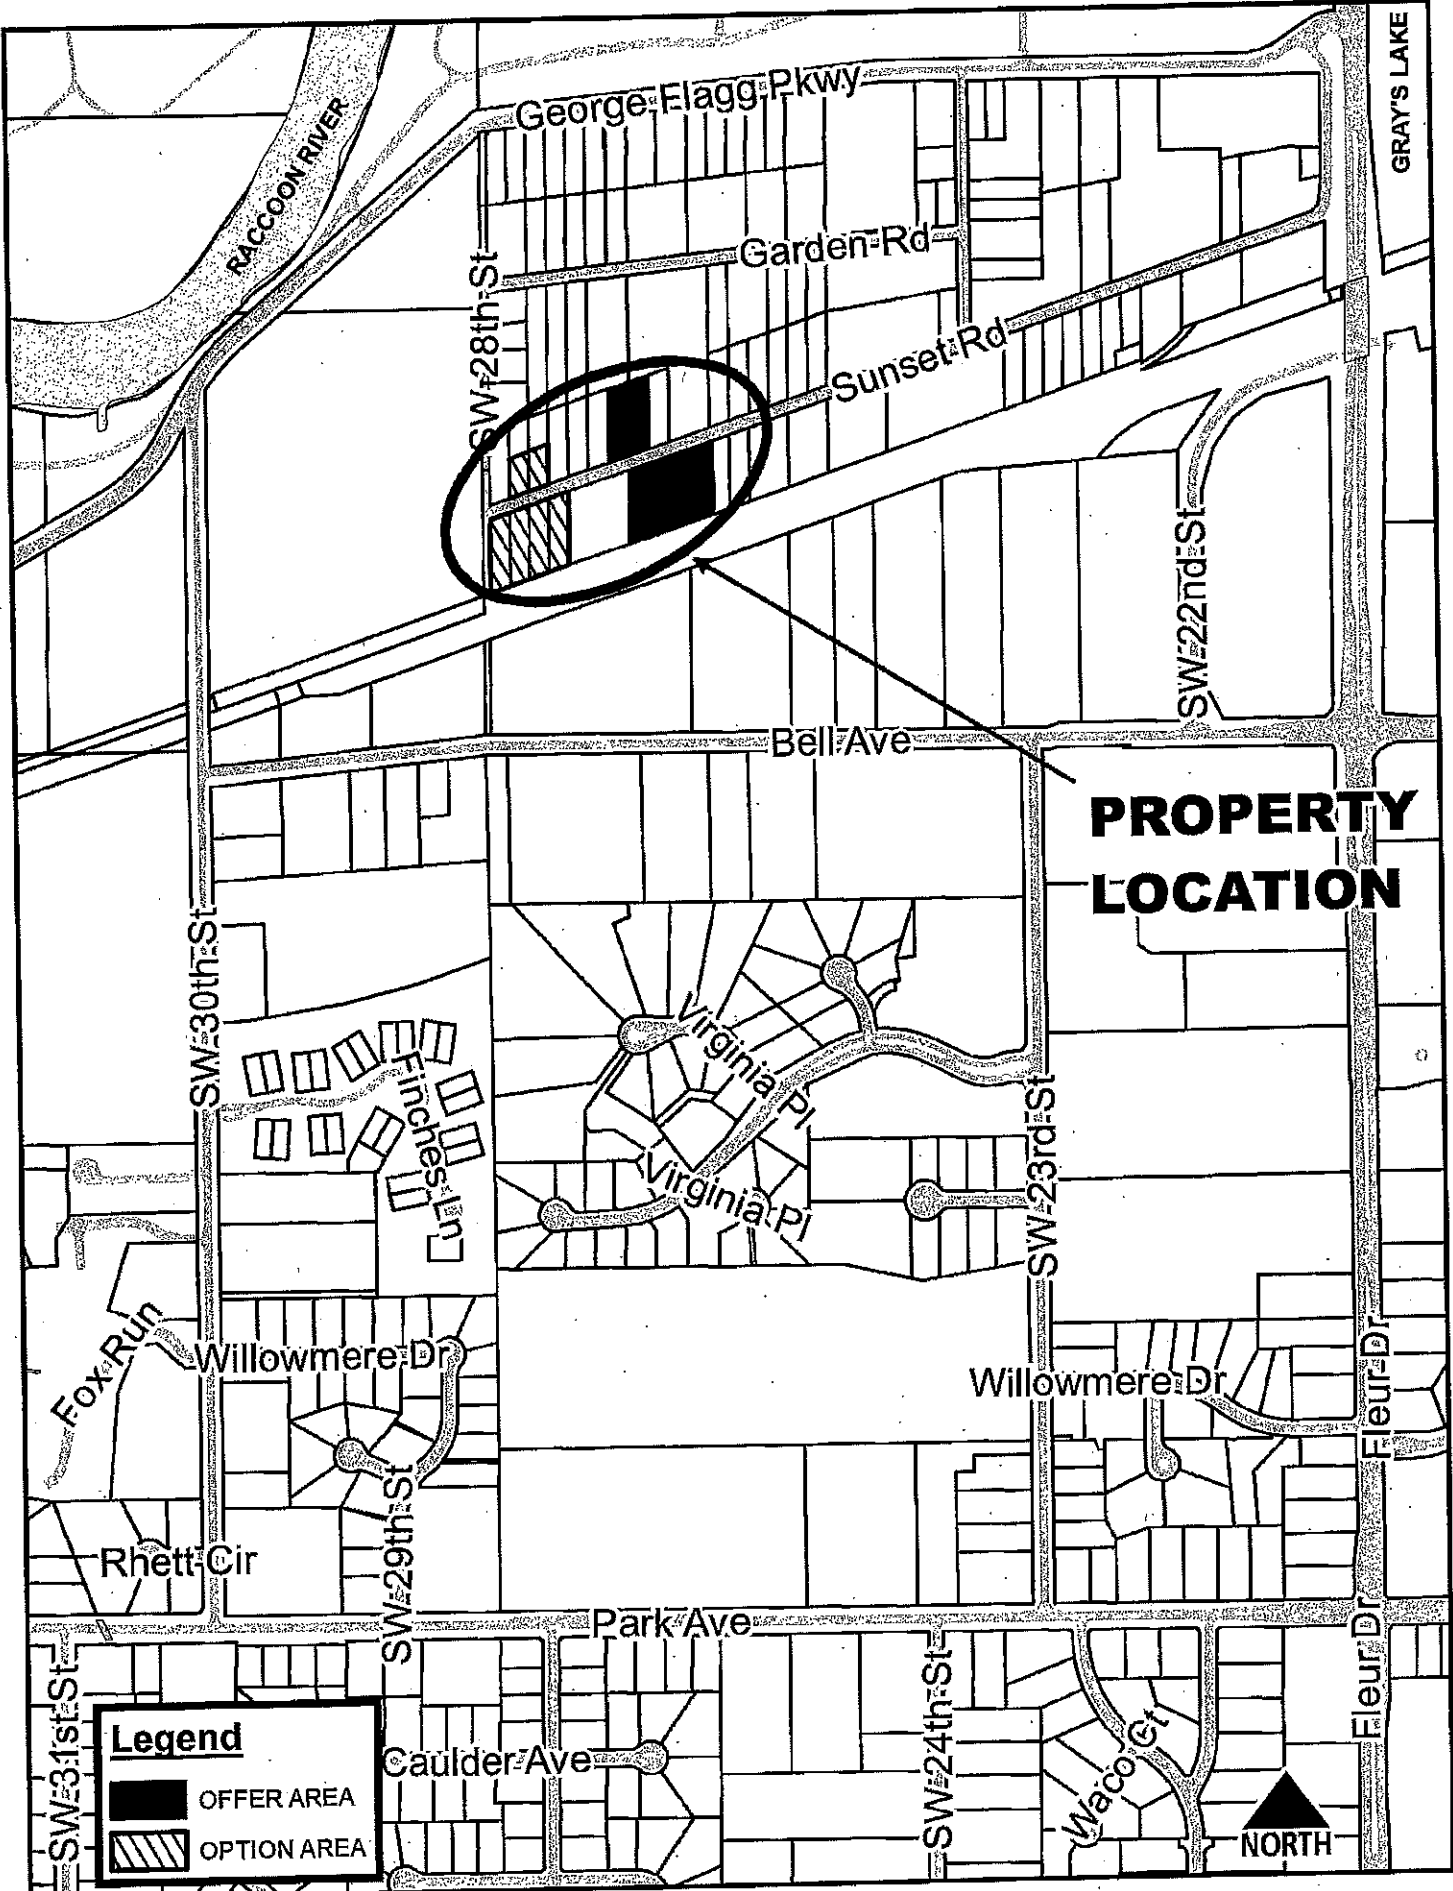 GRAY'S LAKE
George Flagg Pkwy
RACCOON RIVER
Garden Rd
SW 28th St
Sunset Rd
SW 22nd St
Bell Ave
PROPERTY
LOCATION
SW 30th St
Virginia Pl
Finches Ln
SW 23rd St
Virginia Pl
Fox Run
Willowmere Dr
Willowmere Dr
Fleur Dr
SW 29th St
Rhett Cir
Park Ave
Fleur Dr
SW 31st St
SW 24th St
Waco Ct
Caulder Ave
Legend
OFFER AREA
OPTION AREA
NORTH